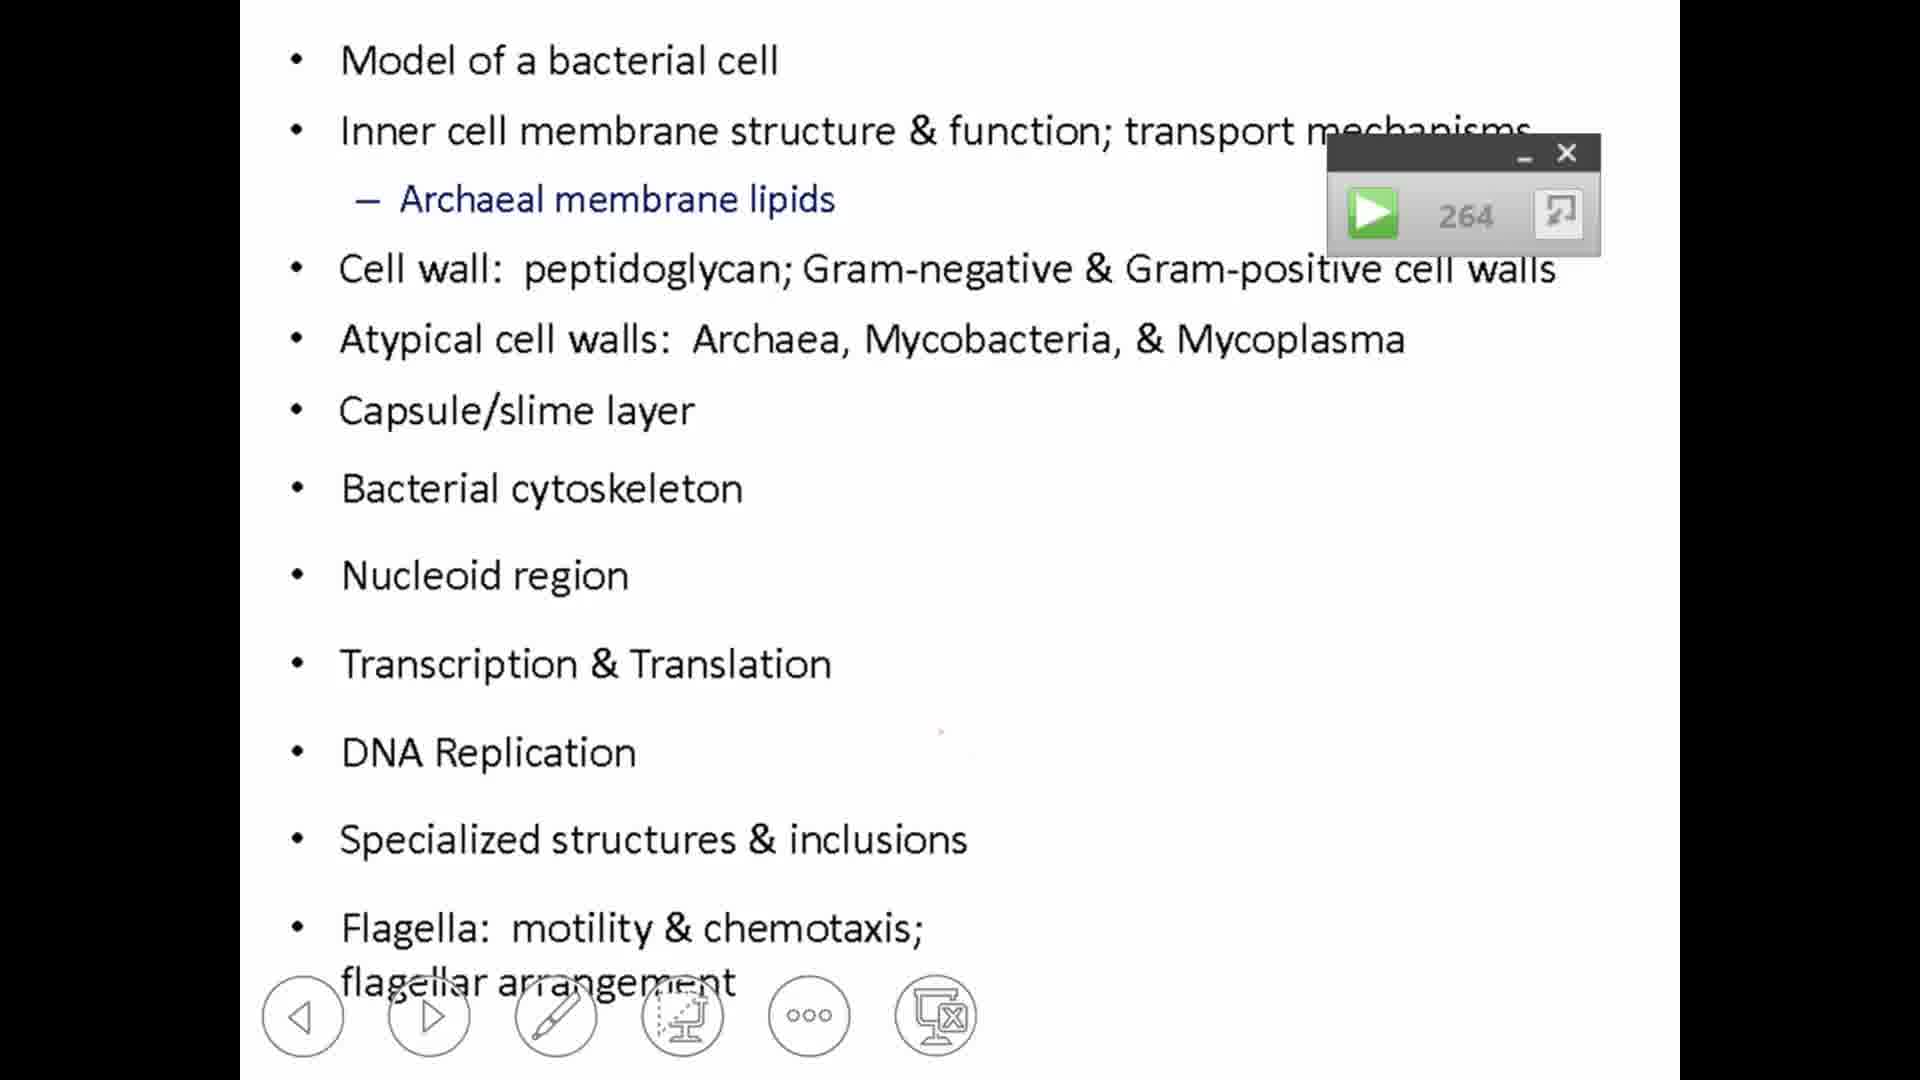 • Model of a bacterial cell
• Inner cell membrane structure & function; transport mechanisms
– Archaeal membrane lipids
264
• Cell wall: peptidoglycan; Gram-negative & Gram-positive cell walls
• Atypical cell walls: Archaea, Mycobacteria, & Mycoplasma
• Capsule/slime layer
• Bacterial cytoskeleton
• Nucleoid region
• Transcription & Translation
• DNA Replication
• Specialized structures & inclusions
• Flagella: motility & chemotaxis;
flagellar arrangement